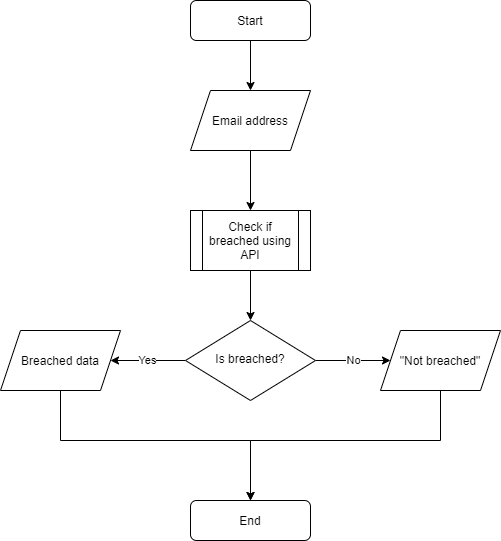 Start
Email address
Check if
breached using
API
Is breached?
Yes
No
Breached data
"Not breached"
End